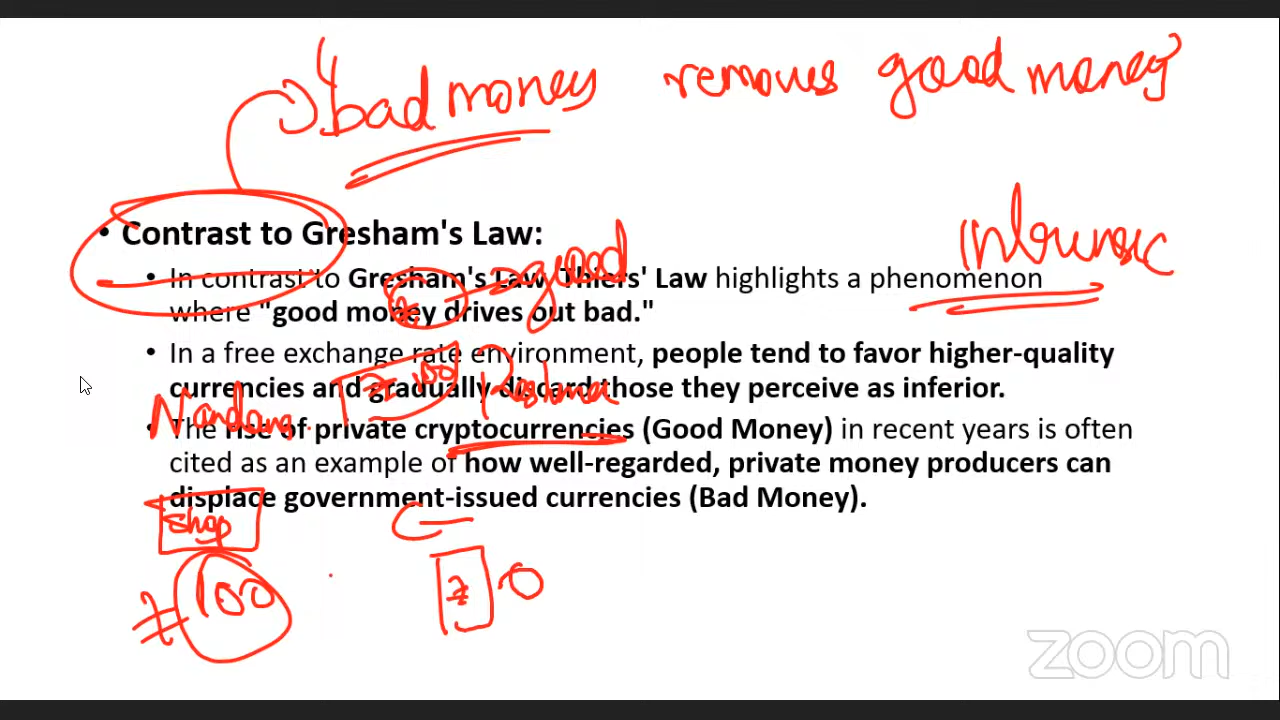 "bad money removes good money"
intrinsic
• Contrast to Gresham's Law:
• In contrast to Gresham's Law, Thiers' Law highlights a phenomenon
good
where "good money drives out bad."
• In a free exchange rate environment, people tend to favor higher-quality
currencies and gradually discard those they perceive as inferior.
₹ 100
• The rise of private cryptocurrencies (Good Money) in recent years is often
cited as an example of how well-regarded, private money producers can
displace government-issued currencies (Bad Money).
shop
₹ 100
zoom